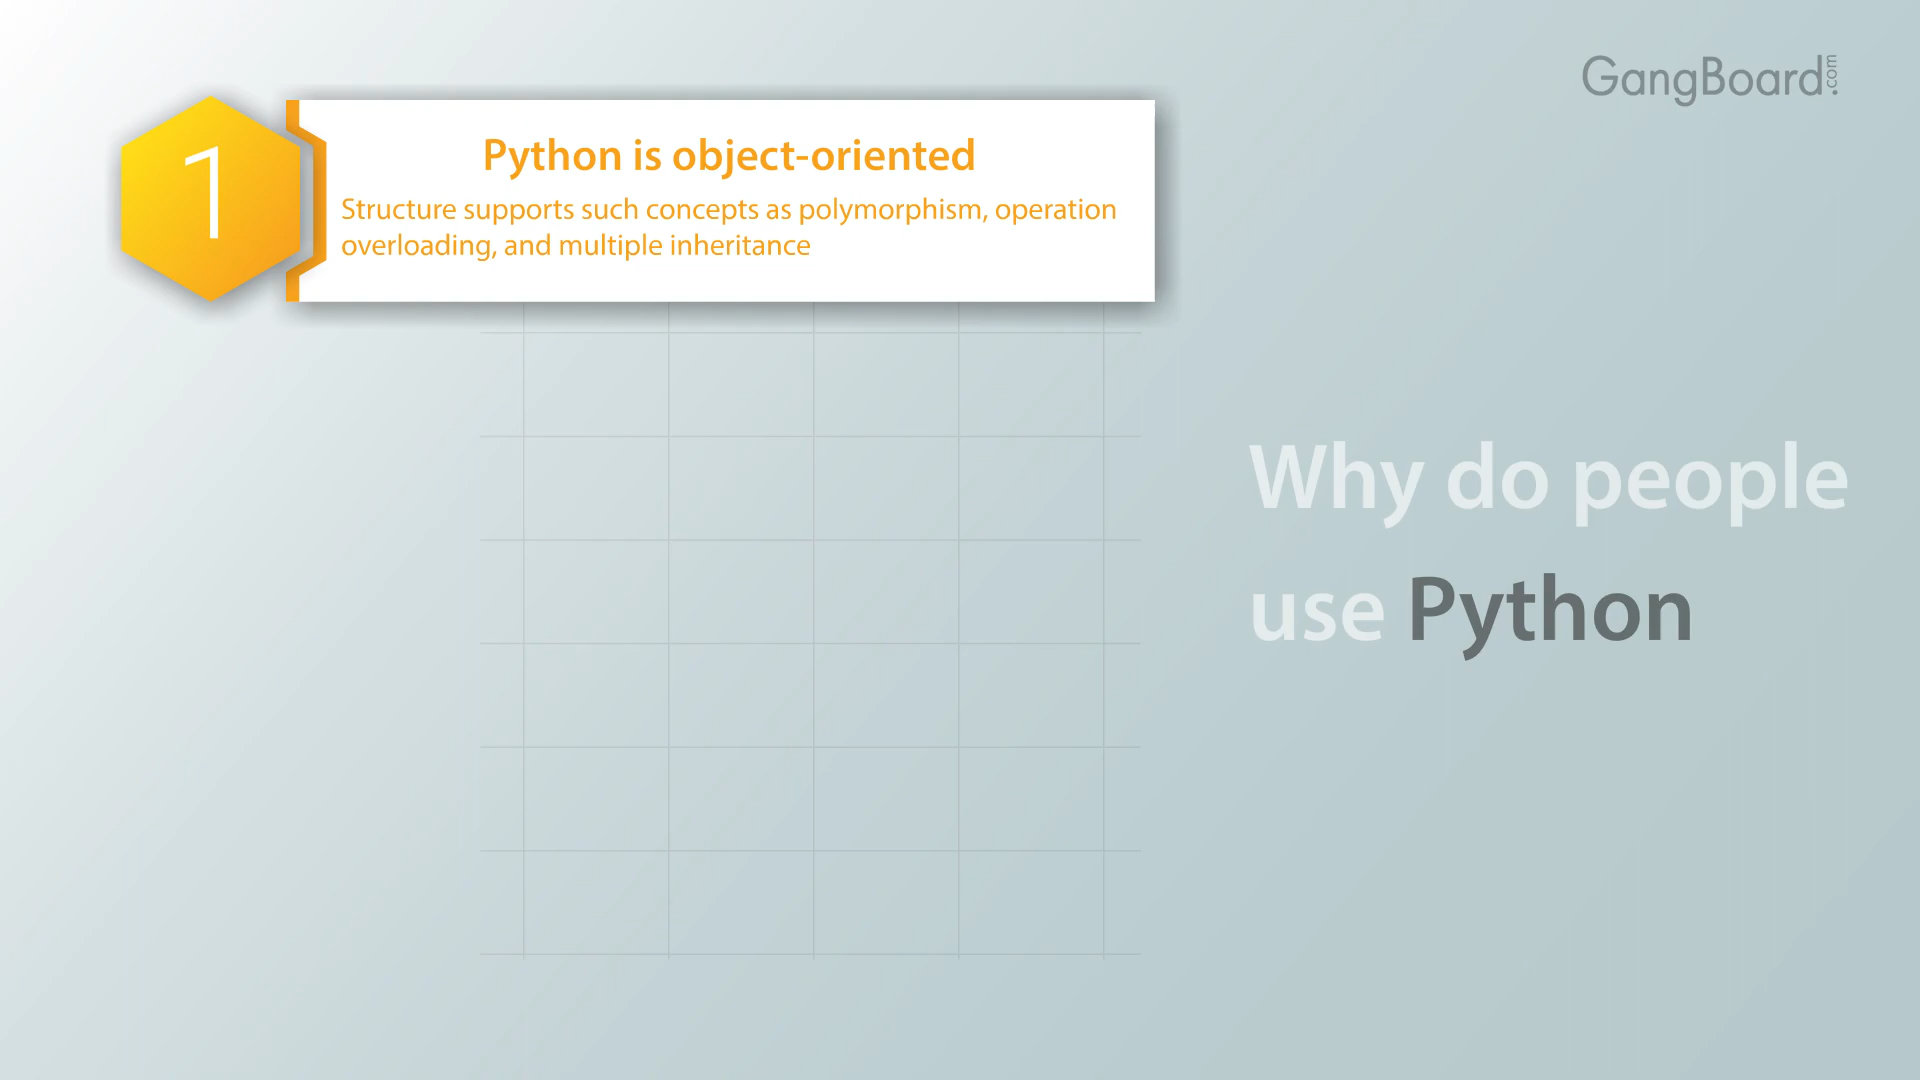 GangBoard.com
1
Python is object-oriented
Structure supports such concepts as polymorphism, operation
overloading, and multiple inheritance
Why do people
use Python